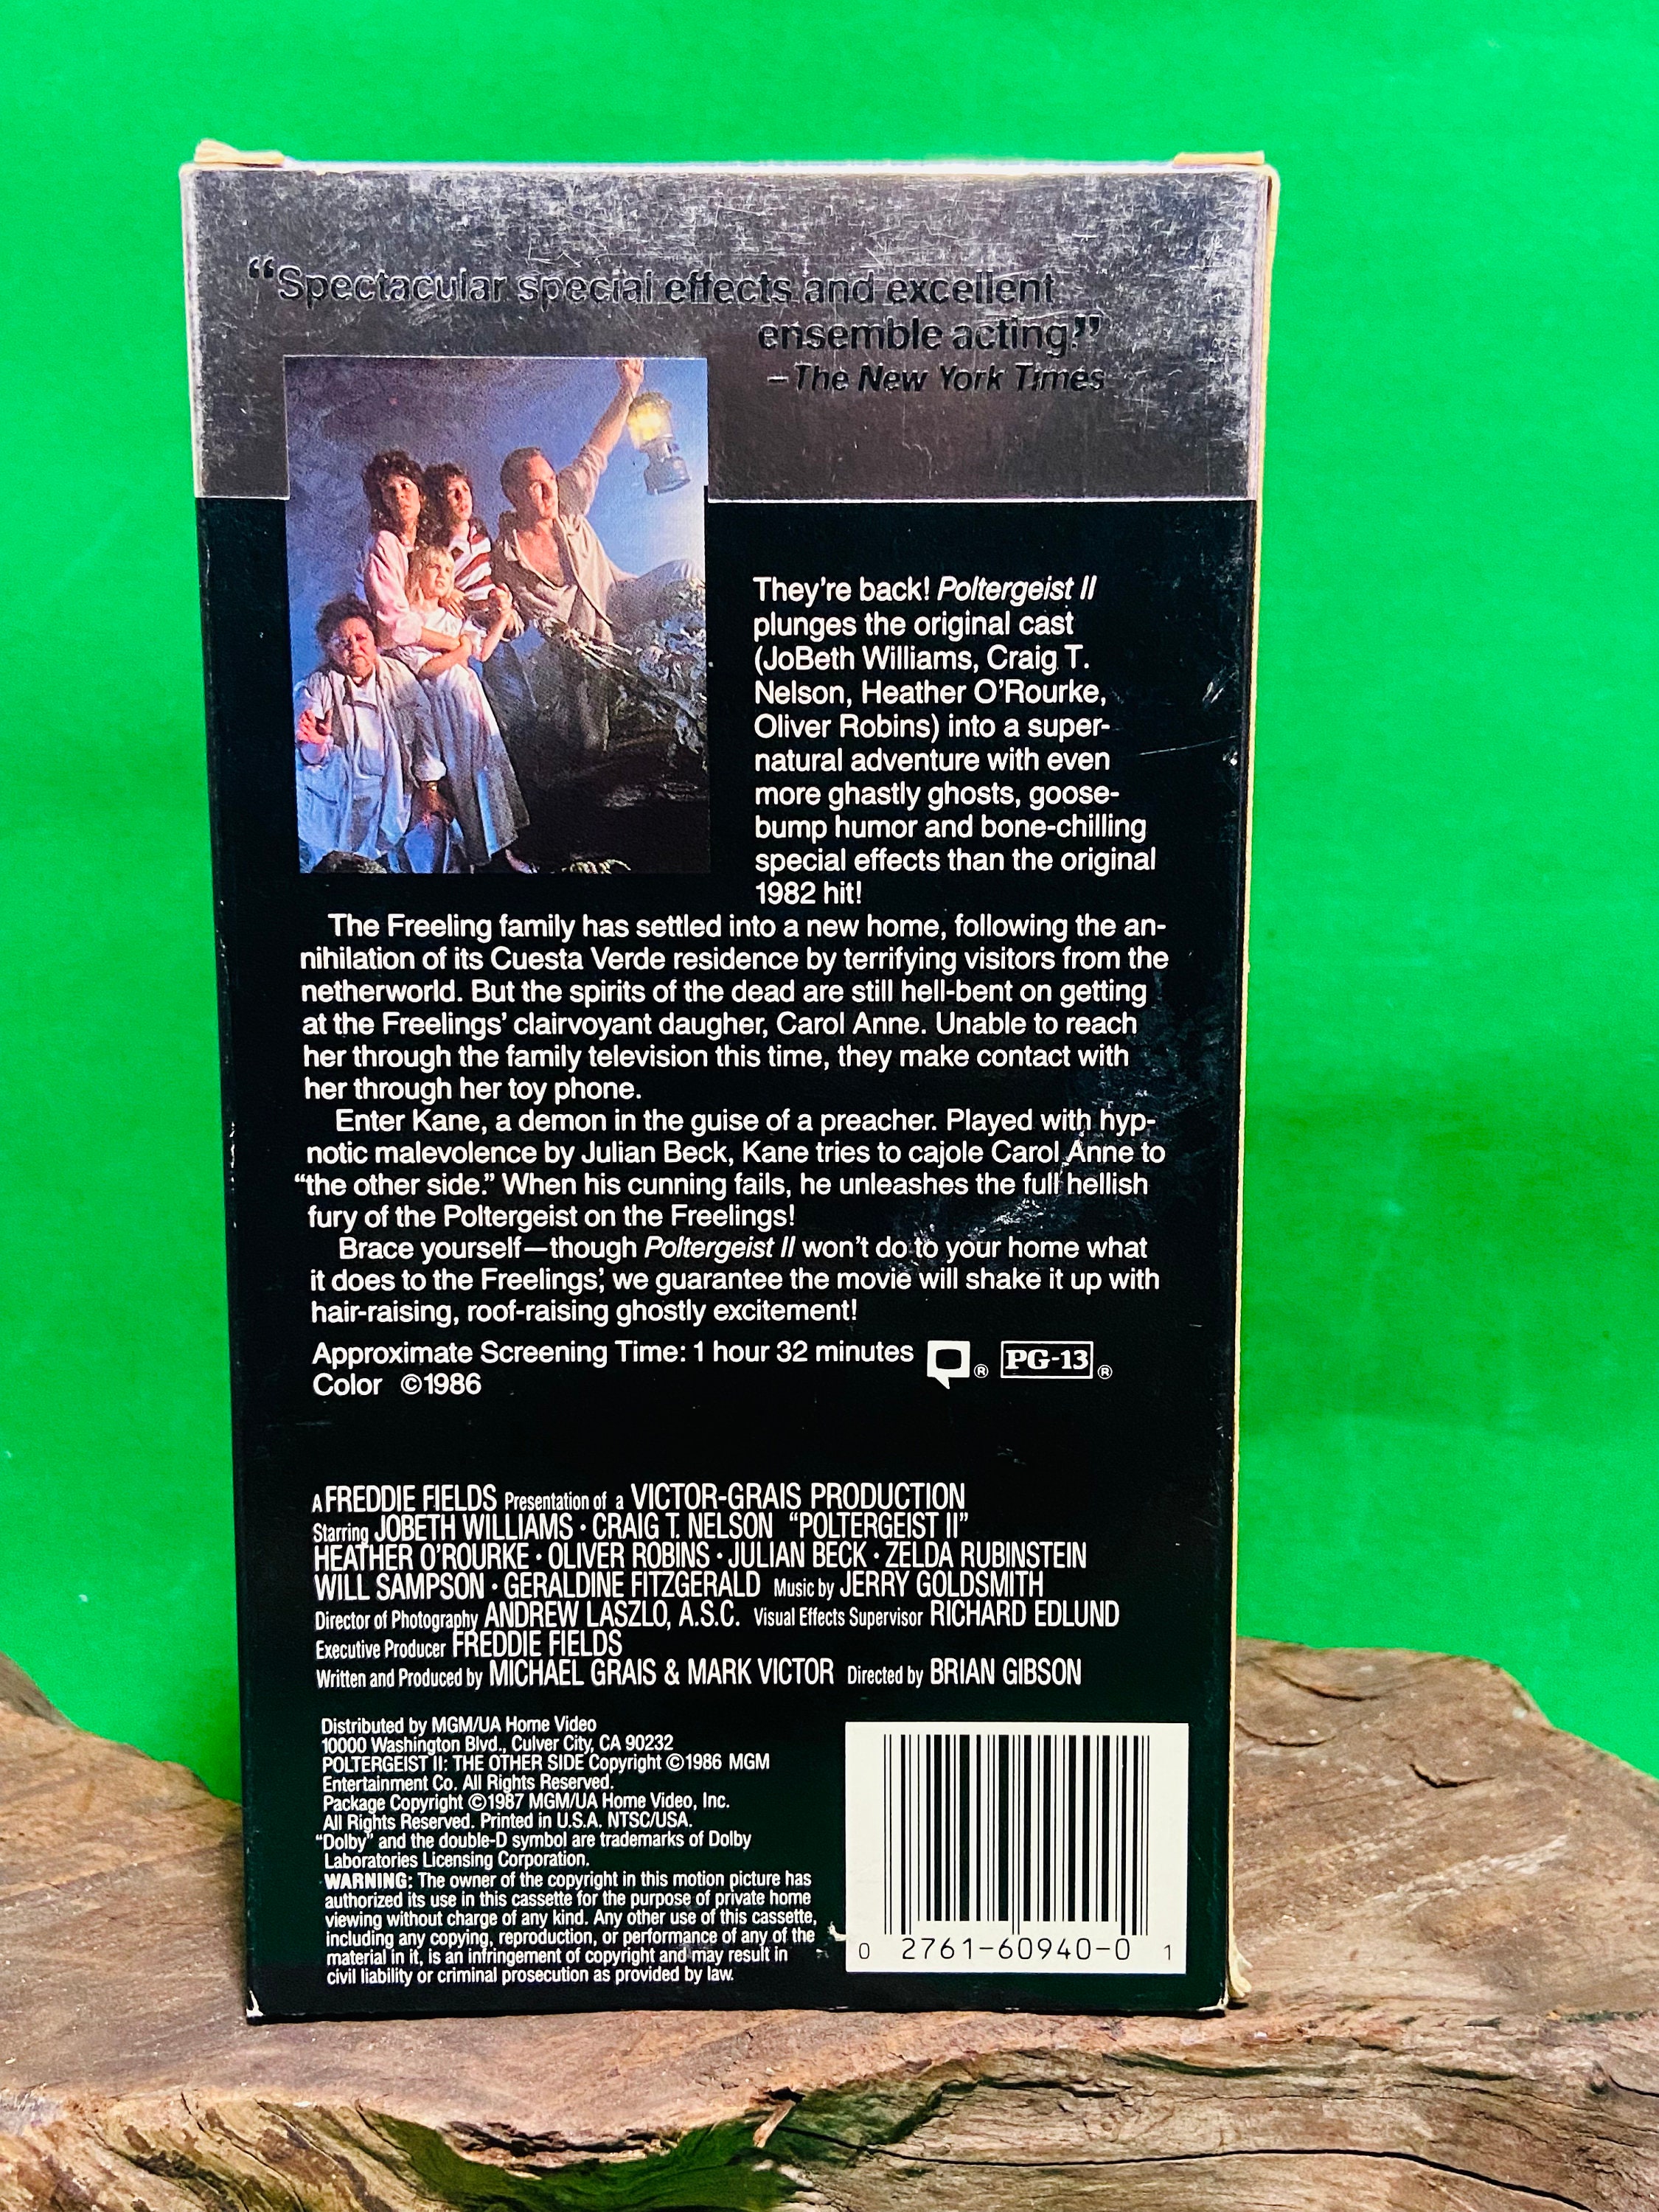 “Spectacular special effects and excellent
ensemble acting.”
– The New York Times
They’re back! Poltergeist II
plunges the original cast
(JoBeth Williams, Craig T.
Nelson, Heather O’Rourke,
Oliver Robins) into a super-
natural adventure with even
more ghastly ghosts, goose-
bump humor and bone-chilling
special effects than the original
1982 hit!
The Freeling family has settled into a new home, following the an-
nihilation of its Cuesta Verde residence by terrifying visitors from the
netherworld. But the spirits of the dead are still hell-bent on getting
at the Freelings’ clairvoyant daugher, Carol Anne. Unable to reach
her through the family television this time, they make contact with
her through her toy phone.
Enter Kane, a demon in the guise of a preacher. Played with hyp-
notic malevolence by Julian Beck, Kane tries to cajole Carol Anne to
“the other side.” When his cunning fails, he unleashes the full hellish
fury of the Poltergeist on the Freelings!
Brace yourself—though Poltergeist II won’t do to your home what
it does to the Freelings’, we guarantee the movie will shake it up with
hair-raising, roof-raising ghostly excitement!
Approximate Screening Time: 1 hour 32 minutes ® PG-13 ®
Color ©1986
A FREDDIE FIELDS Presentation of a VICTOR-GRAIS PRODUCTION
Starring JOBETH WILLIAMS • CRAIG T. NELSON “POLTERGEIST II”
HEATHER O’ROURKE • OLIVER ROBINS • JULIAN BECK • ZELDA RUBINSTEIN
WILL SAMPSON • GERALDINE FITZGERALD Music by JERRY GOLDSMITH
Director of Photography ANDREW LASZLO, A.S.C. Visual Effects Supervisor RICHARD EDLUND
Executive Producer FREDDIE FIELDS
Written and Produced by MICHAEL GRAIS & MARK VICTOR Directed by BRIAN GIBSON
Distributed by MGM/UA Home Video
10000 Washington Blvd., Culver City, CA 90232
POLTERGEIST II: THE OTHER SIDE Copyright ©1986 MGM
Entertainment Co. All Rights Reserved.
Package Copyright ©1987 MGM/UA Home Video, Inc.
All Rights Reserved. Printed in U.S.A. NTSC/USA.
“Dolby” and the double-D symbol are trademarks of Dolby
Laboratories Licensing Corporation.
WARNING: The owner of the copyright in this motion picture has
authorized its use in this cassette for the purpose of private home
viewing without charge of any kind. Any other use of this cassette,
including any copying, reproduction, or performance of any of the
material in it, is an infringement of copyright and may result in
civil liability or criminal prosecution as provided by law.
0 2761-60940-0 1